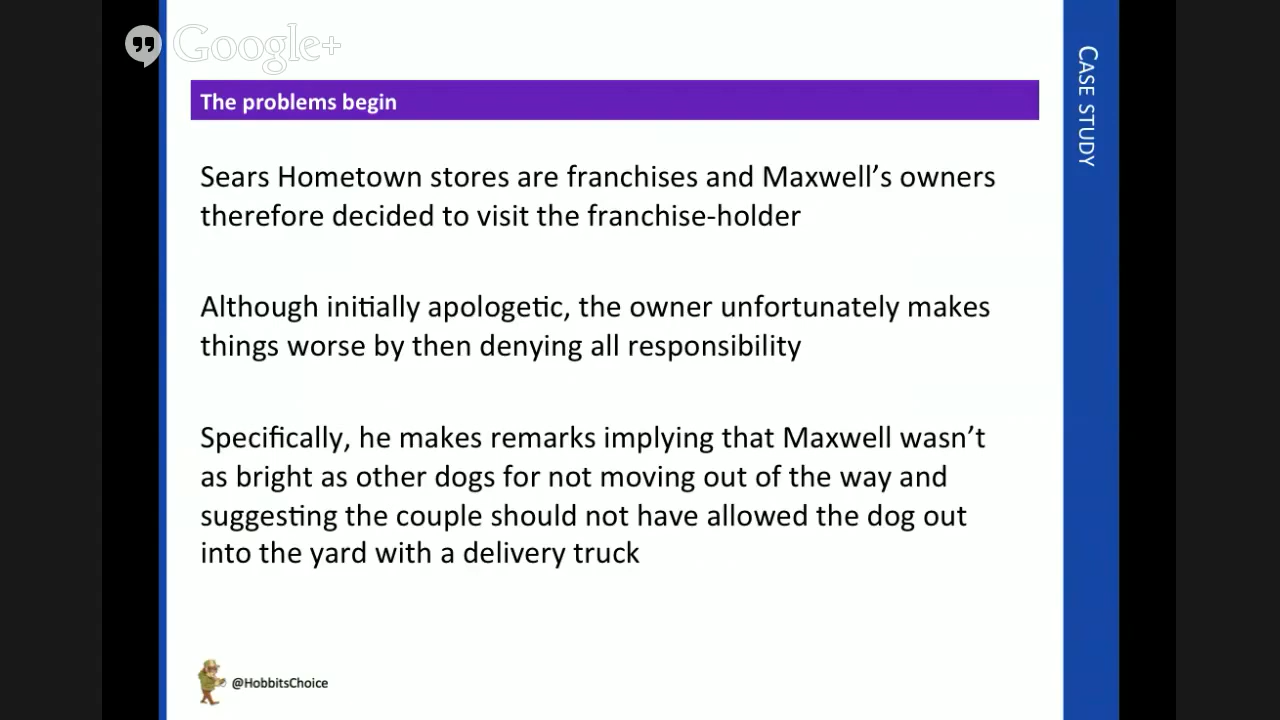 Google+
The problems begin
CASE STUDY
Sears Hometown stores are franchises and Maxwell’s owners
therefore decided to visit the franchise-holder
Although initially apologetic, the owner unfortunately makes
things worse by then denying all responsibility
Specifically, he makes remarks implying that Maxwell wasn’t
as bright as other dogs for not moving out of the way and
suggesting the couple should not have allowed the dog out
into the yard with a delivery truck
@HobbitsChoice